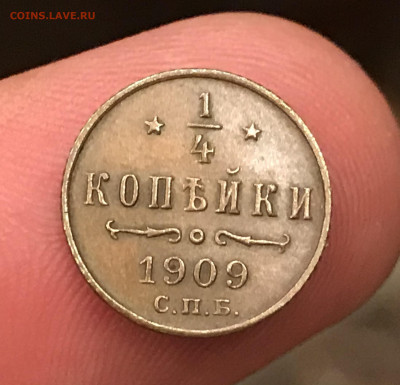 COINS.LAVE.RU
1/4
КОПѢЙКИ
1909
С.П.Б.